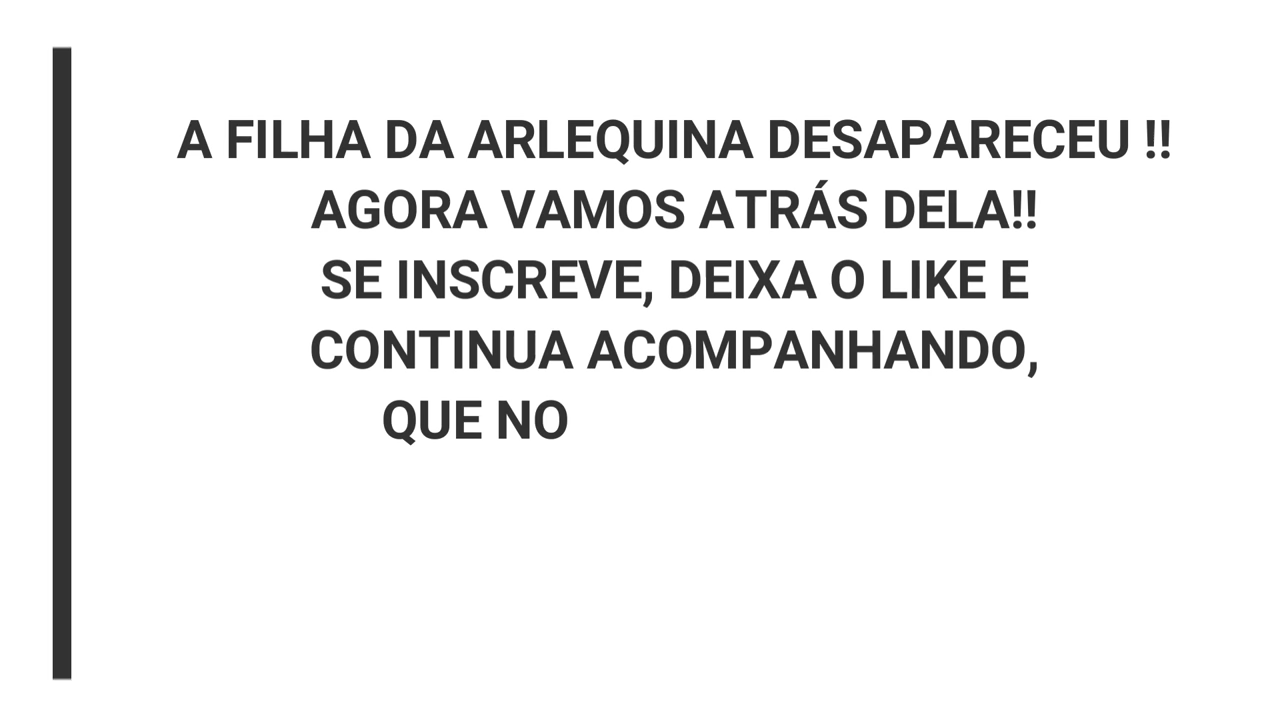 A FILHA DA ARLEQUINA DESAPARECEU !!
AGORA VAMOS ATRÁS DELA!!
SE INSCREVE, DEIXA O LIKE E
CONTINUA ACOMPANHANDO,
QUE NO